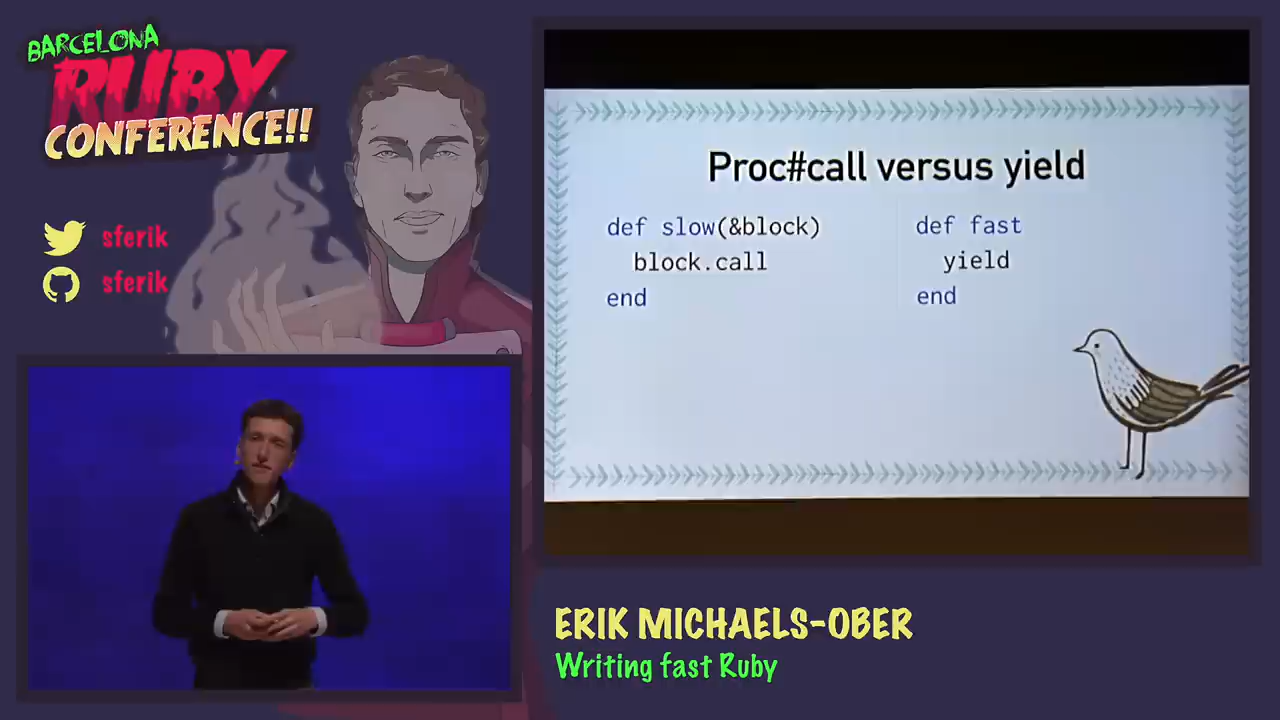 BARCELONA
RUBY
CONFERENCE!!
sferik
sferik
Proc#call versus yield
def slow(&block)
block.call
end
def fast
yield
end
ERIK MICHAELS-OBER
Writing fast Ruby